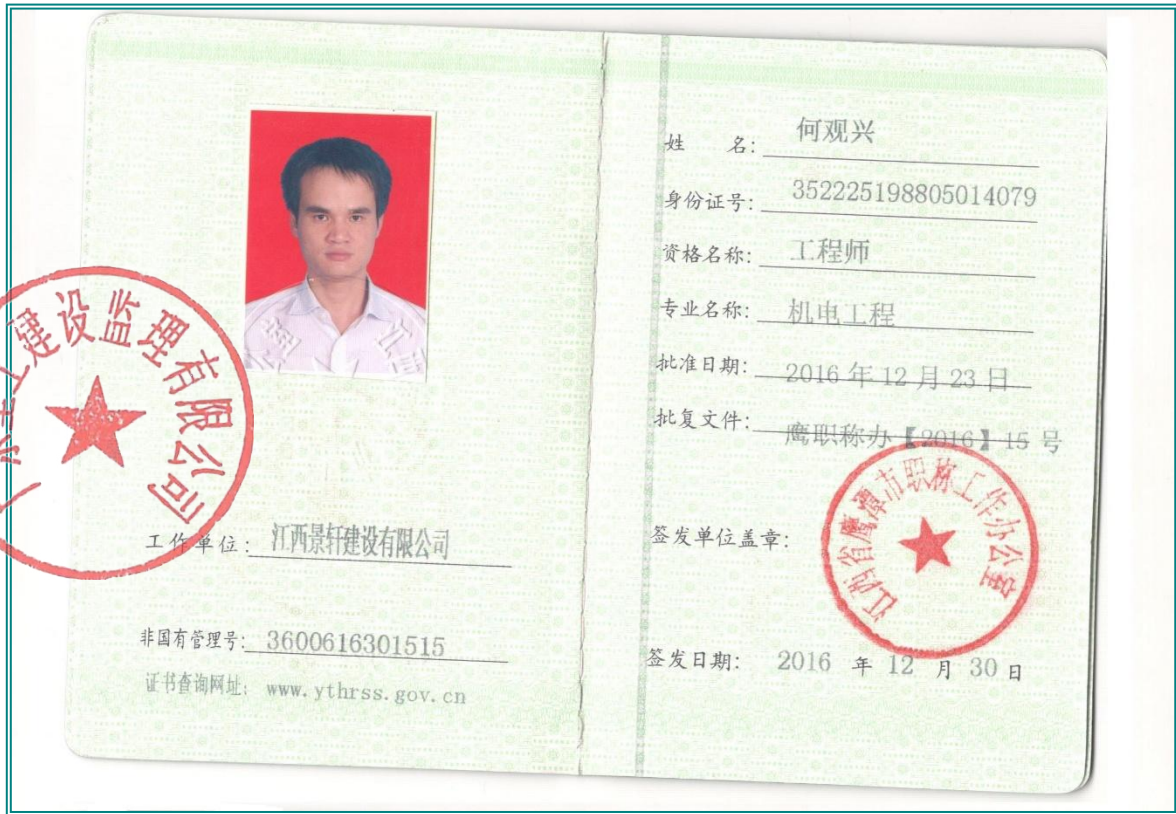 建设监理有限公司
工作单位：江西景轩建设有限公司
非国有管理号：3600616301515
证书查询网址：www.ythrss.gov.cn
姓 名：何观兴
身份证号：352225198805014079
资格名称：工程师
专业名称：机电工程
批准日期：2016 年 12 月 23 日
批复文件：鹰职称办【2016】15 号
签发单位盖章：
江西省鹰潭市职称工作办公室
签发日期：2016 年 12 月 30 日